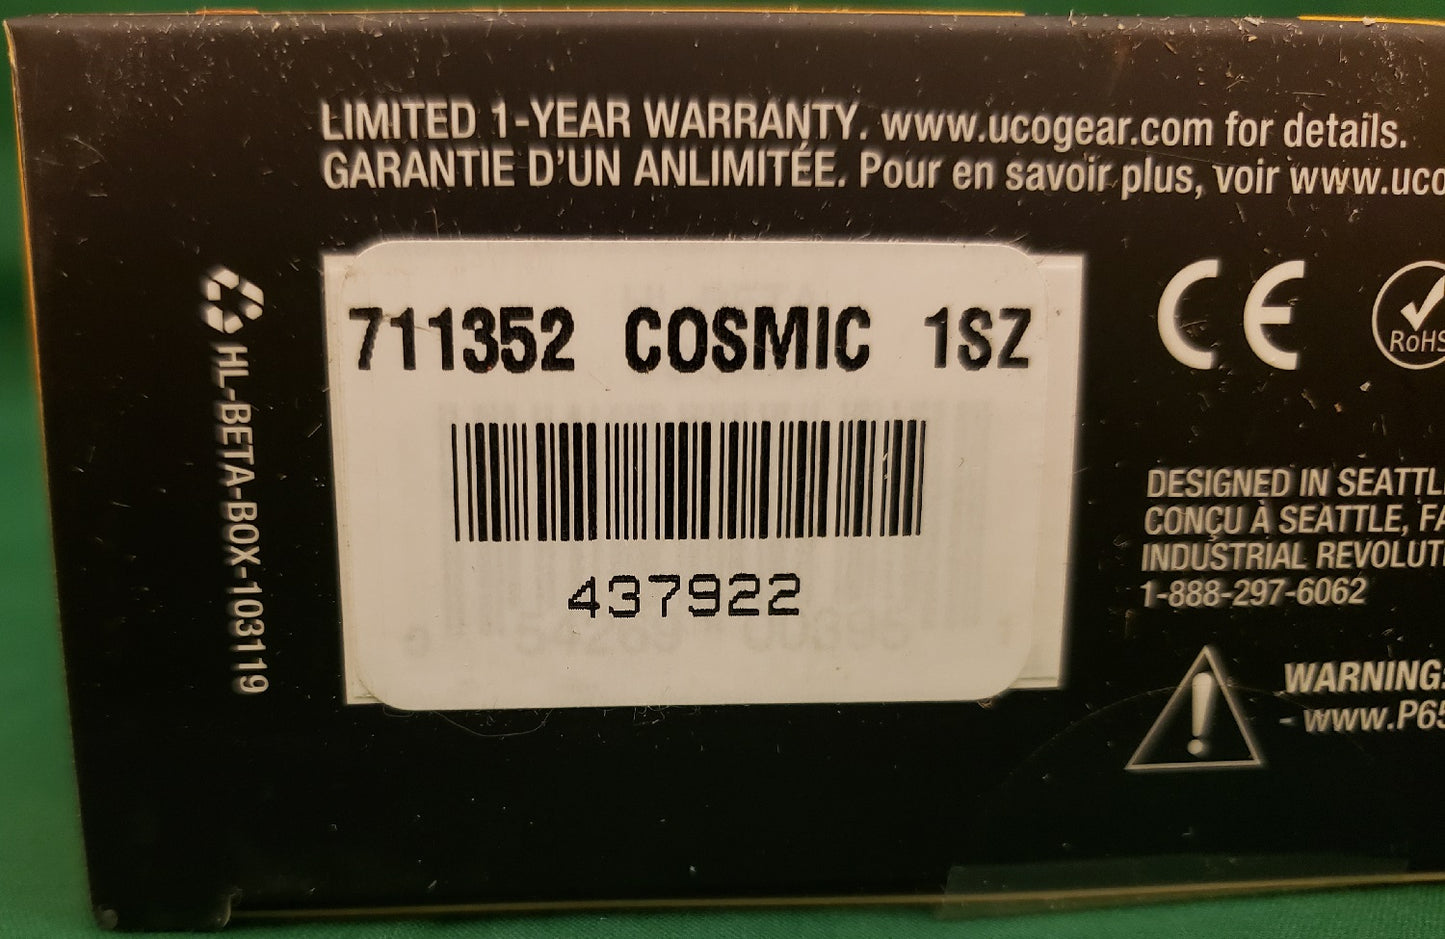 LIMITED 1-YEAR WARRANTY. www.ucogear.com for details.
GARANTIE D'UN ANLIMITÉE. Pour en savoir plus, voir www.uco
HL-BETA-BOX-103119
711352 COSMIC 1SZ
437922
CE
RoHS
DESIGNED IN SEATTL
CONÇU À SEATTLE, FA
INDUSTRIAL REVOLUTI
1-888-297-6062
WARNING:
- www.P65